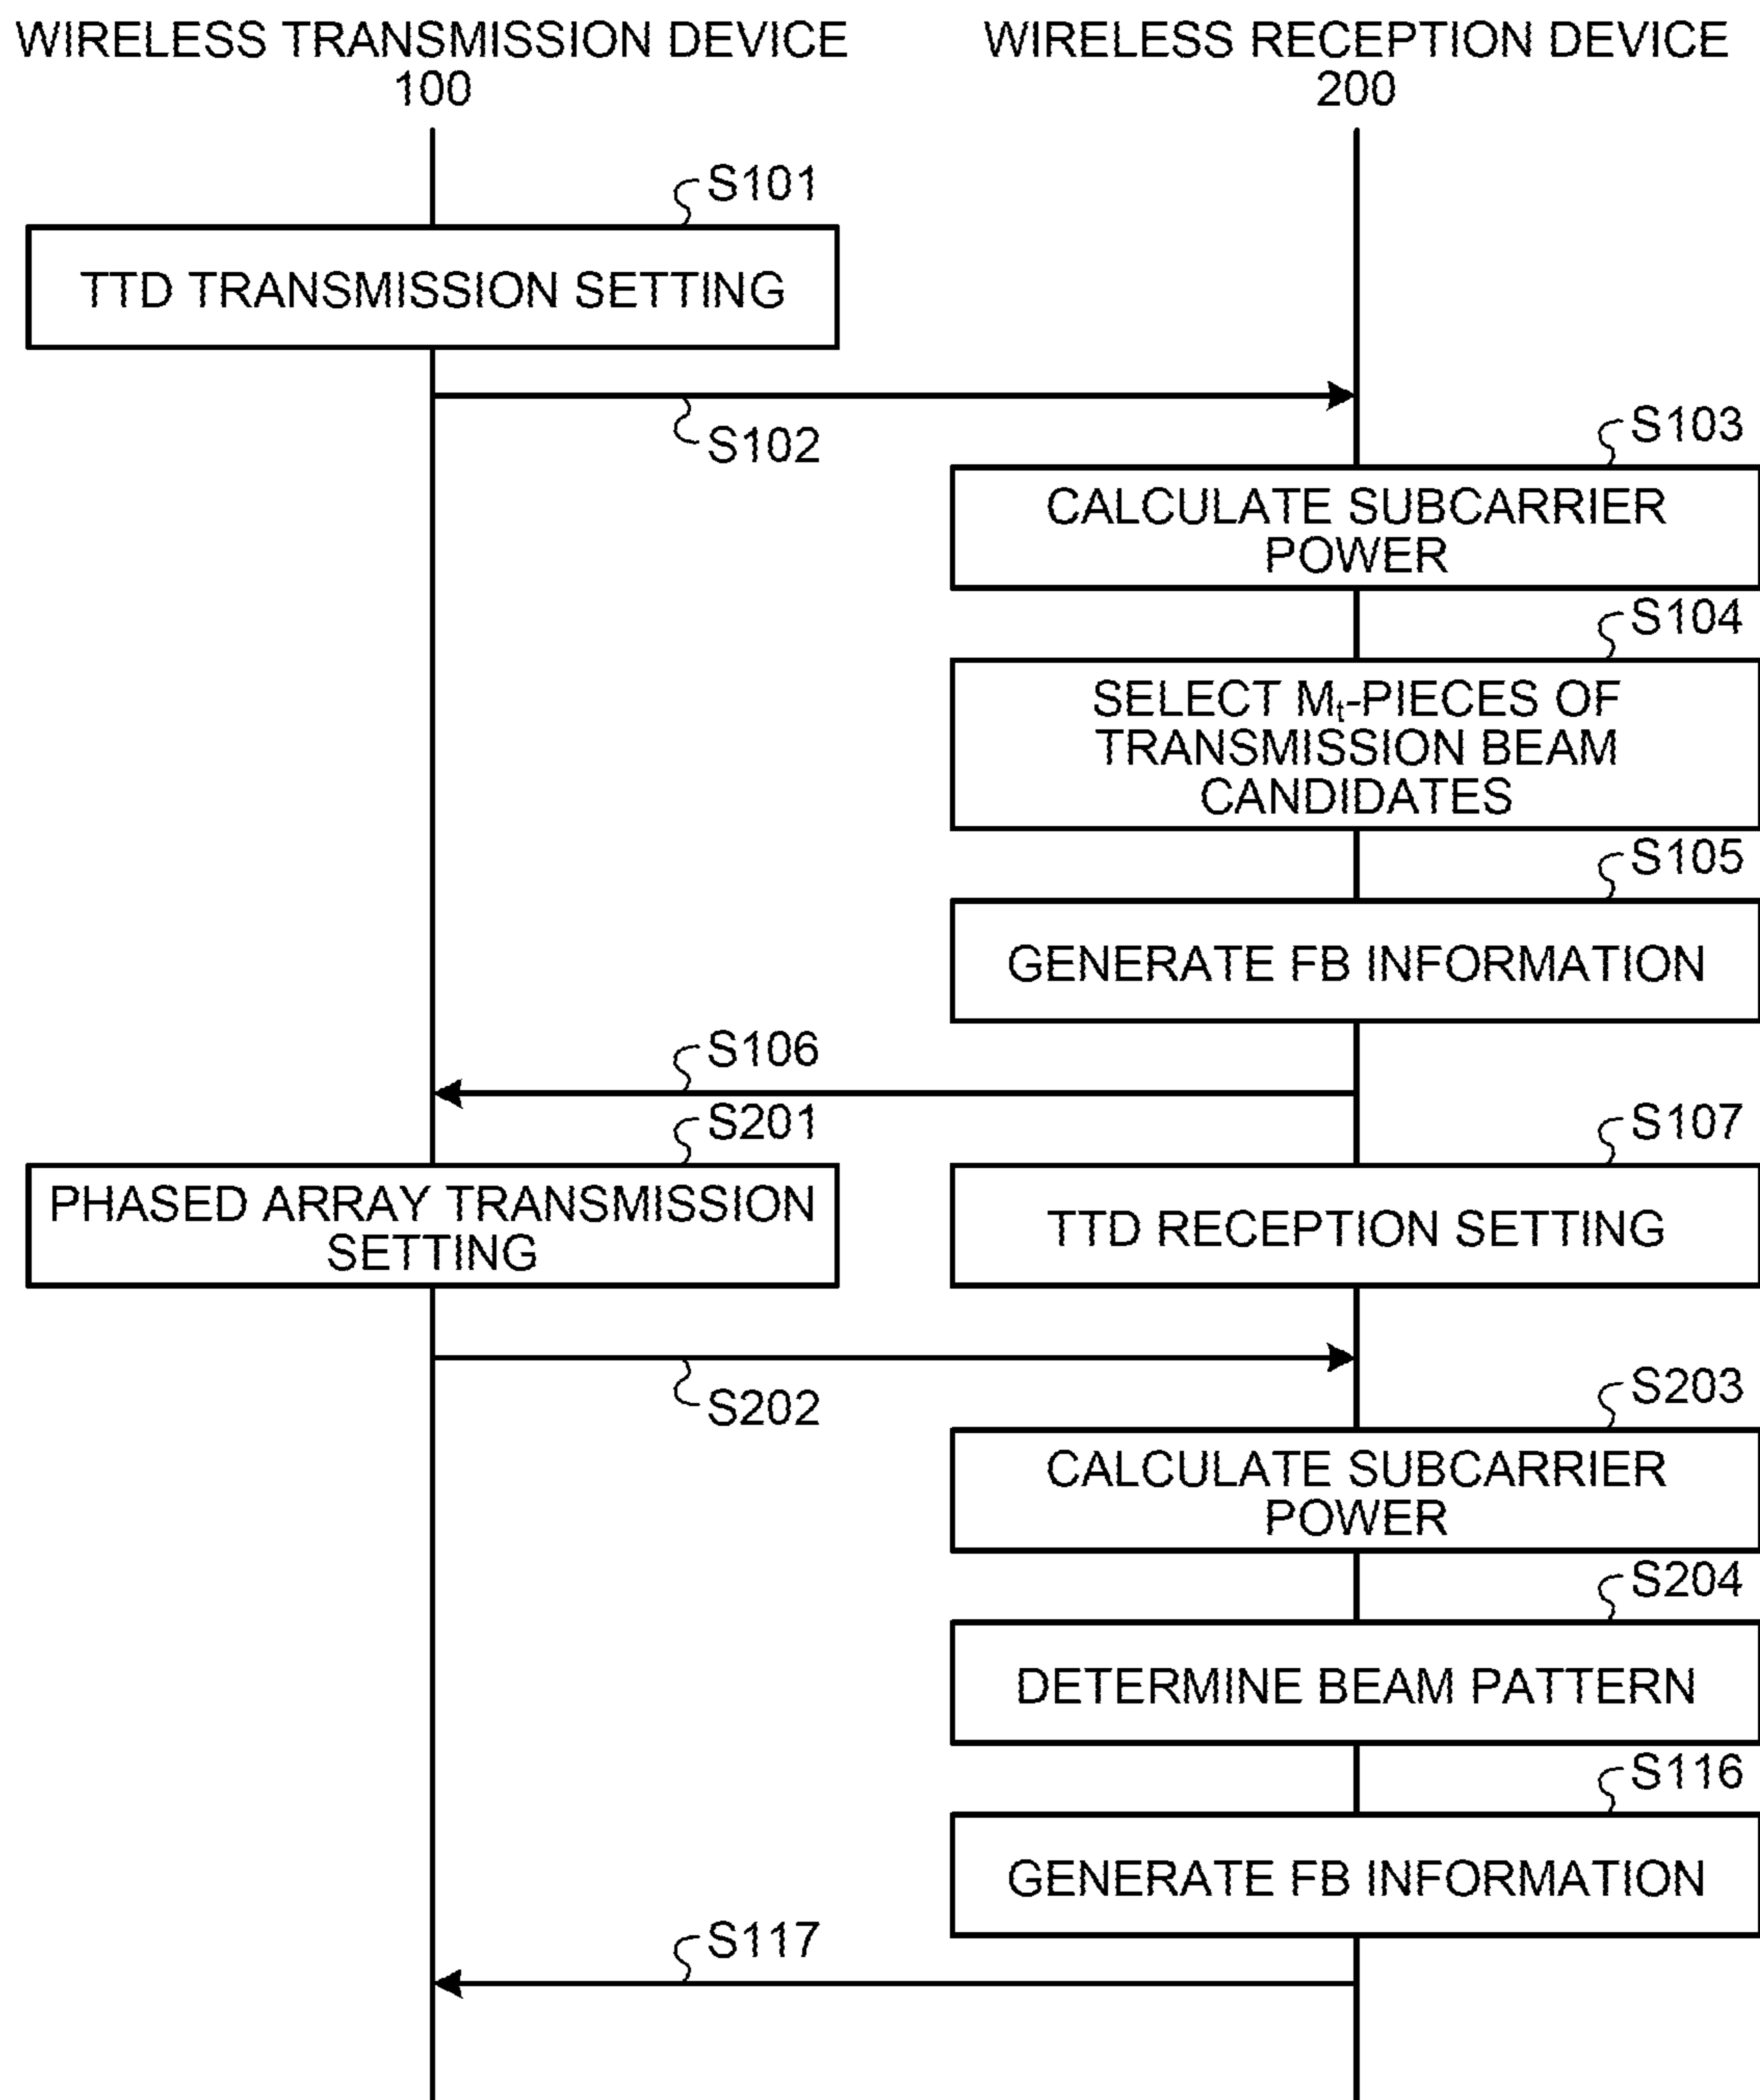 WIRELESS TRANSMISSION DEVICE
100
WIRELESS RECEPTION DEVICE
200
S101
TTD TRANSMISSION SETTING
S102
S103
CALCULATE SUBCARRIER
POWER
S104
SELECT Mt-PIECES OF
TRANSMISSION BEAM
CANDIDATES
S105
GENERATE FB INFORMATION
S106
S201
PHASED ARRAY TRANSMISSION
SETTING
S107
TTD RECEPTION SETTING
S202
S203
CALCULATE SUBCARRIER
POWER
S204
DETERMINE BEAM PATTERN
S116
GENERATE FB INFORMATION
S117